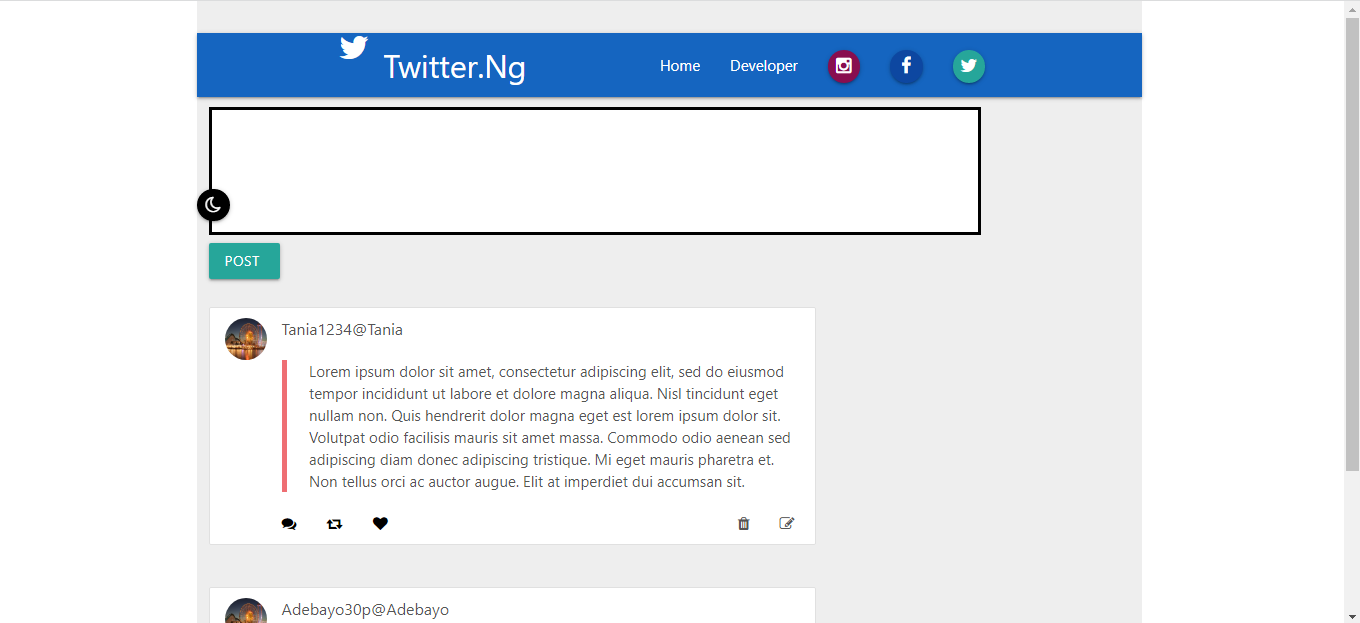 Twitter.Ng
Home
Developer
POST
Tania1234@Tania
Lorem ipsum dolor sit amet, consectetur adipiscing elit, sed do eiusmod
tempor incididunt ut labore et dolore magna aliqua. Nisl tincidunt eget
nullam non. Quis hendrerit dolor magna eget est lorem ipsum dolor sit.
Volutpat odio facilisis mauris sit amet massa. Commodo odio aenean sed
adipiscing diam donec adipiscing tristique. Mi eget mauris pharetra et.
Non tellus orci ac auctor augue. Elit at imperdiet dui accumsan sit.
Adebayo30p@Adebayo